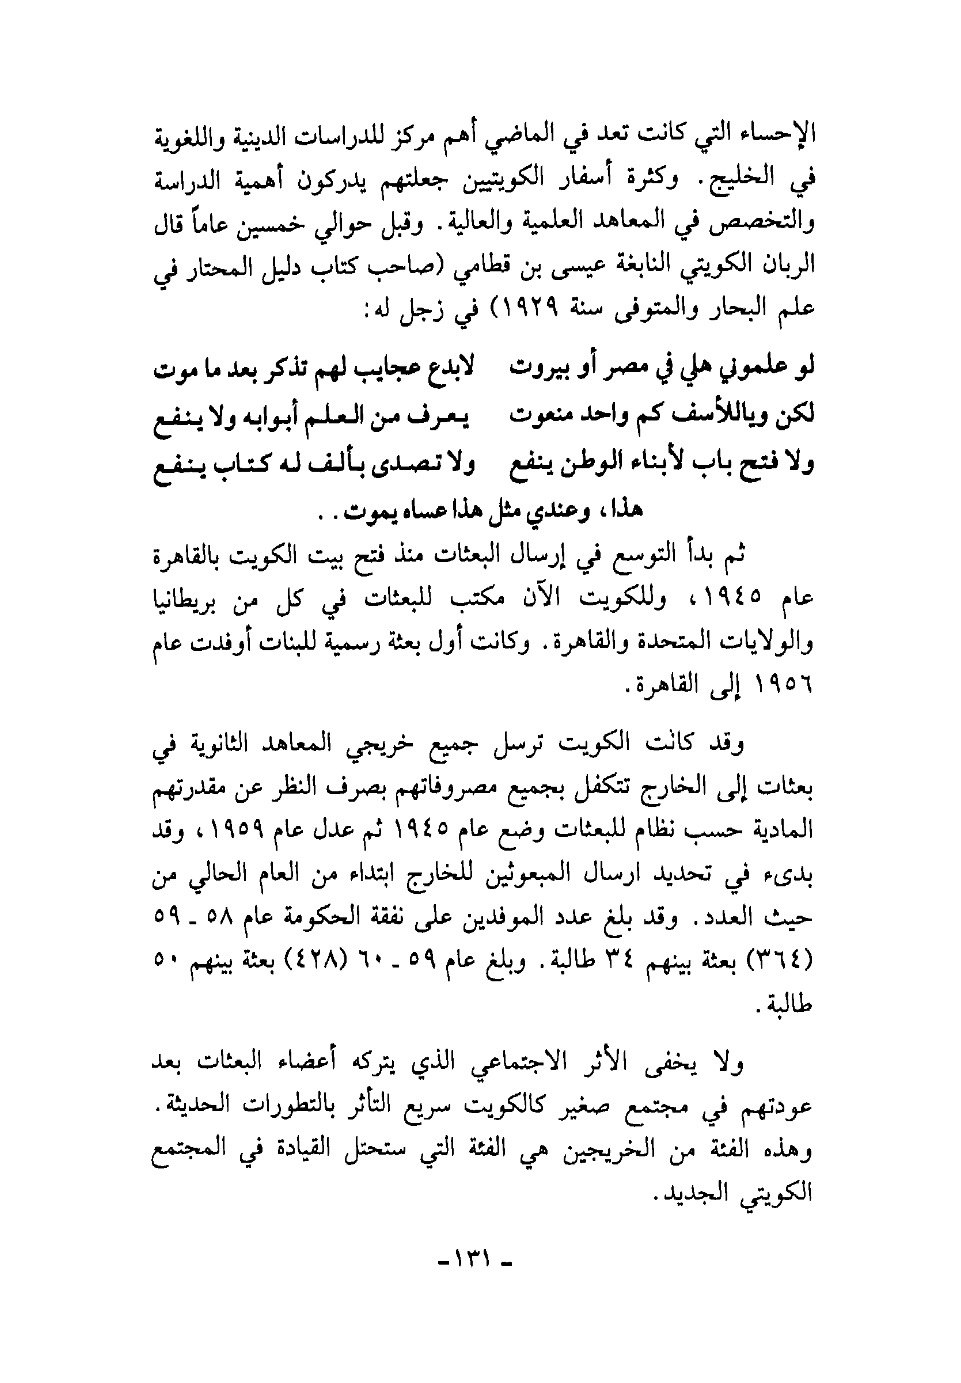 الإحساء التي كانت تعد في الماضي أهم مركز للدراسات الدينية واللغوية
في الخليج. وكثرة أسفار الكويتيين جعلتهم يدركون أهمية الدراسة
والتخصص في المعاهد العلمية والعالية. وقبل حوالي خمسين عاماً قال
الربان الكويتي النابغة عيسى بن قطامي (صاحب كتاب دليل المحتار في
علم البحار والمتوفى سنة ١٩٢٩) في زجل له:
لو علموني هلي في مصر أو بيروت لابدع عجايب لهم تذكر بعد ما موت
لكن وياللأسف كم واحد منعوت يعرف من العلم أبوابه ولا ينفع
ولا فتح باب لأبناء الوطن ينفع ولا تصدى بألف له كتاب ينفع
هذا، وعندي مثل هذا عساه يموت..
ثم بدأ التوسع في إرسال البعثات منذ فتح بيت الكويت بالقاهرة
عام ١٩٤٥، وللكويت الآن مكتب للبعثات في كل من بريطانيا
والولايات المتحدة والقاهرة. وكانت أول بعثة رسمية للبنات أوفدت عام
١٩٥٦ إلى القاهرة.
وقد كانت الكويت ترسل جميع خريجي المعاهد الثانوية في
بعثات إلى الخارج تتكفل بجميع مصروفاتهم بصرف النظر عن مقدرتهم
المادية حسب نظام للبعثات وضع عام ١٩٤٥ ثم عدل عام ١٩٥٩، وقد
بدىء في تحديد ارسال المبعوثين للخارج ابتداء من العام الحالي من
حيث العدد. وقد بلغ عدد الموفدين على نفقة الحكومة عام ٥٨ ـ ٥٩
(٣٦٤) بعثة بينهم ٣٤ طالبة. وبلغ عام ٥٩ ـ ٦٠ (٤٢٨) بعثة بينهم ٥٠
طالبة.
ولا يخفى الأثر الاجتماعي الذي يتركه أعضاء البعثات بعد
عودتهم في مجتمع صغير كالكويت سريع التأثر بالتطورات الحديثة.
وهذه الفئة من الخريجين هي الفئة التي ستحتل القيادة في المجتمع
الكويتي الجديد.
ـ ١٣١ ـ